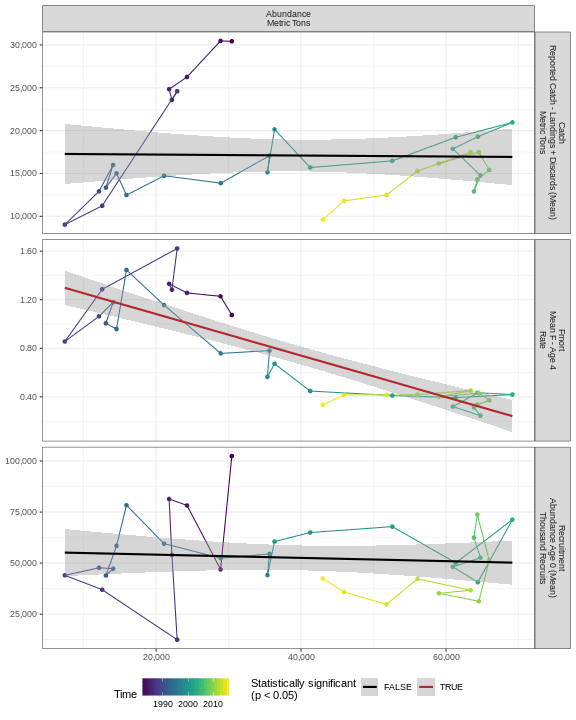 Abundance
Metric Tons
30,000
25,000
20,000
15,000
10,000
Catch
Reported Catch - Landings + Discards (Mean)
Metric Tons
1.60
1.20
0.80
0.40
Fmort
Mean F - Age 4
Rate
100,000
75,000
50,000
25,000
Recruitment
Abundance Age 0 (Mean)
Thousand Recruits
20,000 40,000 60,000
Time
1990 2000 2010
Statistically significant
(p < 0.05)
FALSE TRUE